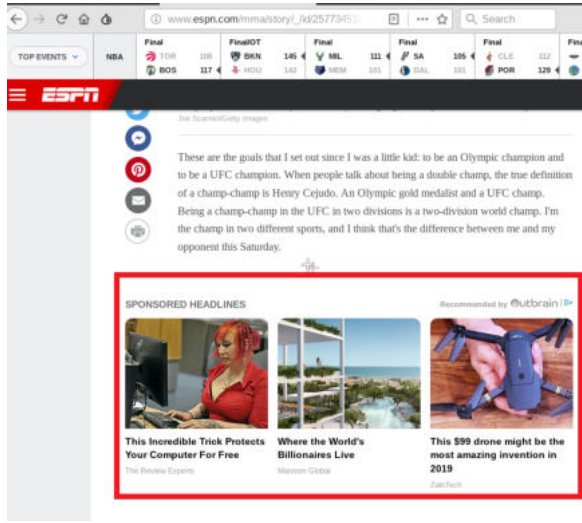 www.espn.com/mma/story/_/id/2577345
Search
TOP EVENTS
NBA
Final
TOR 108
BOS 117
Final/OT
BKN 145
HOU 142
Final
MIL 111
MEM 101
Final
SA 105
DAL 101
Final
CLE 112
POR 129
Fina
ESPN
Joe Scarnici/Getty Images
These are the goals that I set out since I was a little kid: to be an Olympic champion and
to be a UFC champion. When people talk about being a double champ, the true definition
of a champ-champ is Henry Cejudo. An Olympic gold medalist and a UFC champ.
Being a champ-champ in the UFC in two divisions is a two-division world champ. I'm
the champ in two different sports, and I think that's the difference between me and my
opponent this Saturday.
SPONSORED HEADLINES
Recommended by Outbrain
This Incredible Trick Protects
Your Computer For Free
The Review Experts
Where the World's
Billionaires Live
Mansion Global
This $99 drone might be the
most amazing invention in
2019